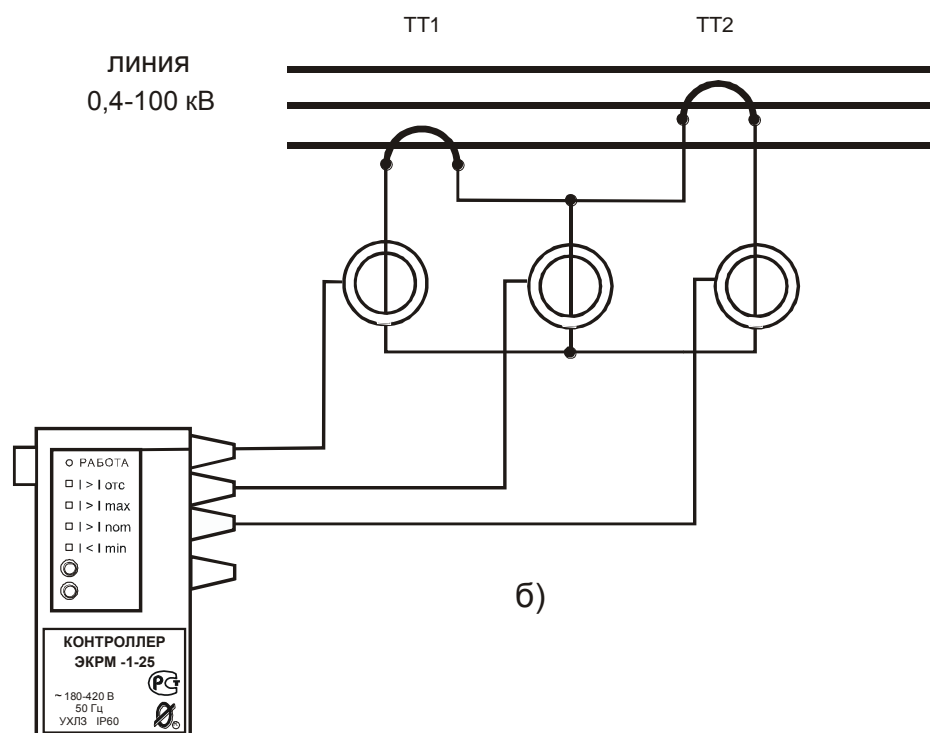 ТТ1 ТТ2
ЛИНИЯ
0,4-100 кВ
РАБОТА
I > I отс
I > I max
I > I nom
I < I min
б)
КОНТРОЛЛЕР
ЭКРМ -1-25
РСТ
~ 180-420 В
50 Гц
УХЛ3 IP60